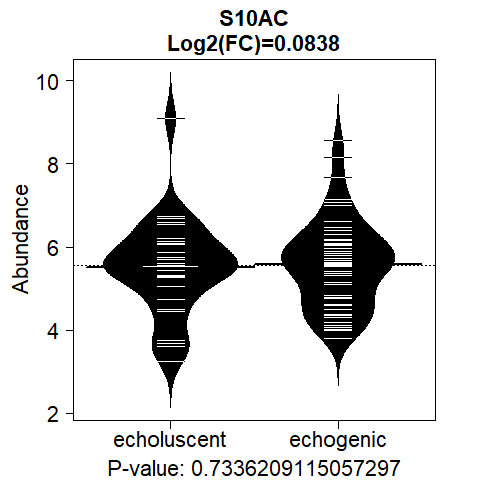 S10AC
Log2(FC)=0.0838
Abundance
10
8
6
4
2
echoluscent echogenic
P-value: 0.7336209115057297